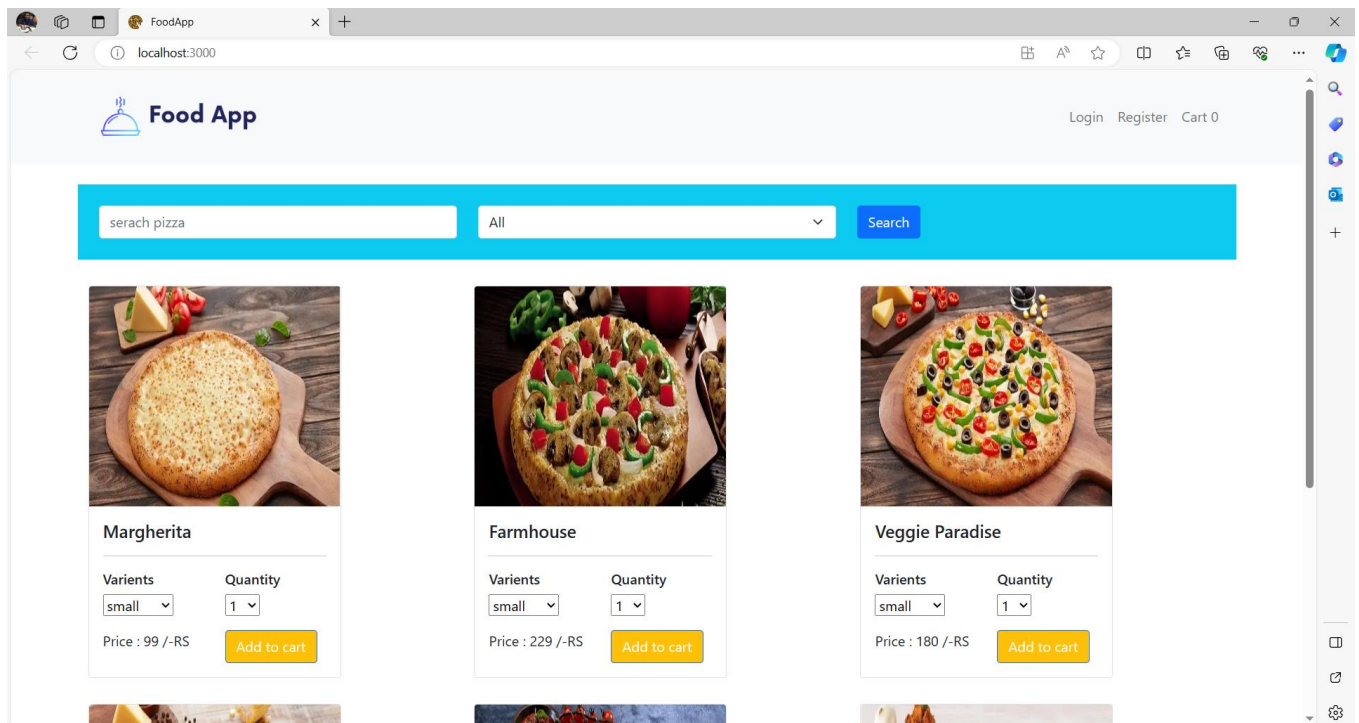 FoodApp
localhost:3000
Food App
Login Register Cart 0
serach pizza All Search
Margherita Farmhouse Veggie Paradise
Varients Quantity Varients Quantity Varients Quantity
small 1 small 1 small 1
Price : 99 /-RS Add to cart Price : 229 /-RS Add to cart Price : 180 /-RS Add to cart